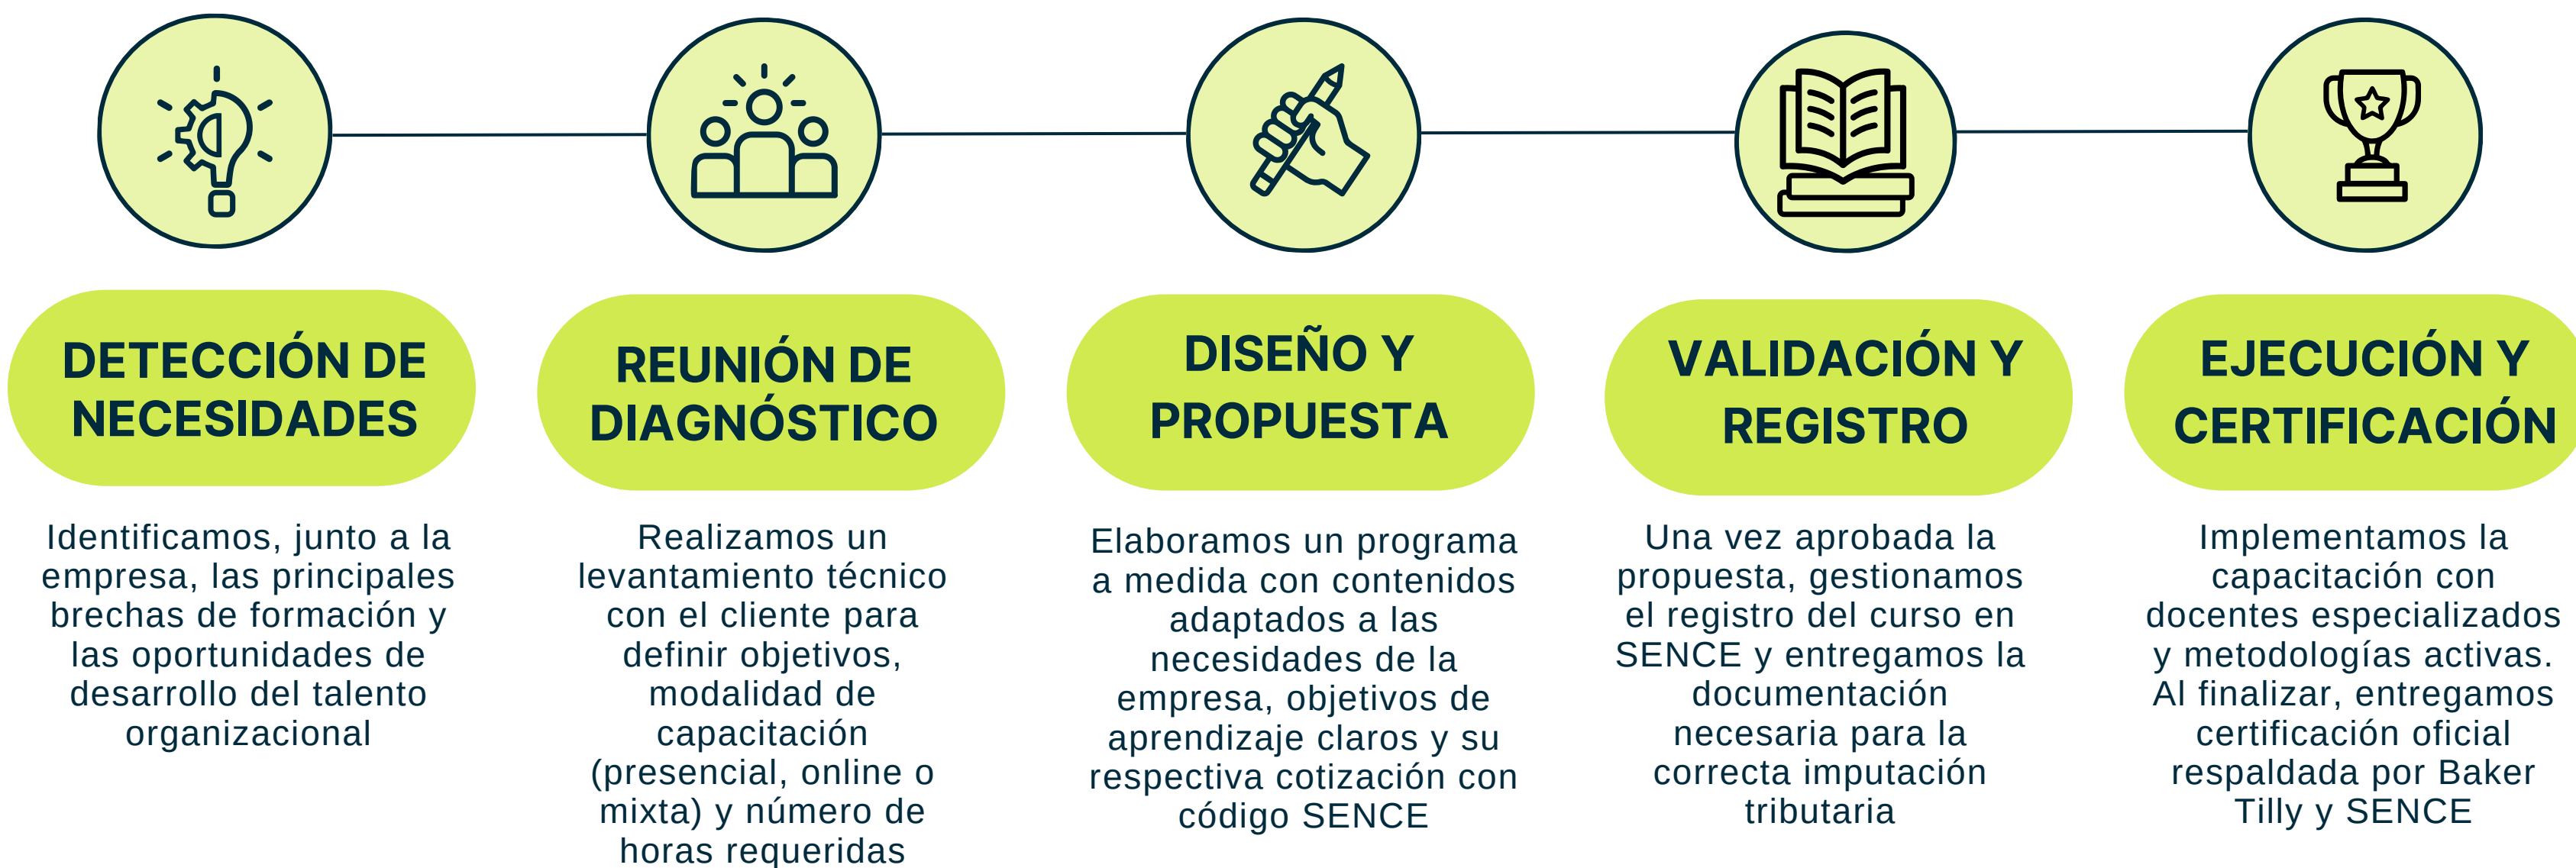 DETECCIÓN DE
NECESIDADES
Identificamos, junto a la
empresa, las principales
brechas de formación y
las oportunidades de
desarrollo del talento
organizacional
REUNIÓN DE
DIAGNÓSTICO
Realizamos un
levantamiento técnico
con el cliente para
definir objetivos,
modalidad de
capacitación
(presencial, online o
mixta) y número de
horas requeridas
DISEÑO Y
PROPUESTA
Elaboramos un programa
a medida con contenidos
adaptados a las
necesidades de la
empresa, objetivos de
aprendizaje claros y su
respectiva cotización con
código SENCE
VALIDACIÓN Y
REGISTRO
Una vez aprobada la
propuesta, gestionamos
el registro del curso en
SENCE y entregamos la
documentación
necesaria para la
correcta imputación
tributaria
EJECUCIÓN Y
CERTIFICACIÓN
Implementamos la
capacitación con
docentes especializados
y metodologías activas.
Al finalizar, entregamos
certificación oficial
respaldada por Baker
Tilly y SENCE